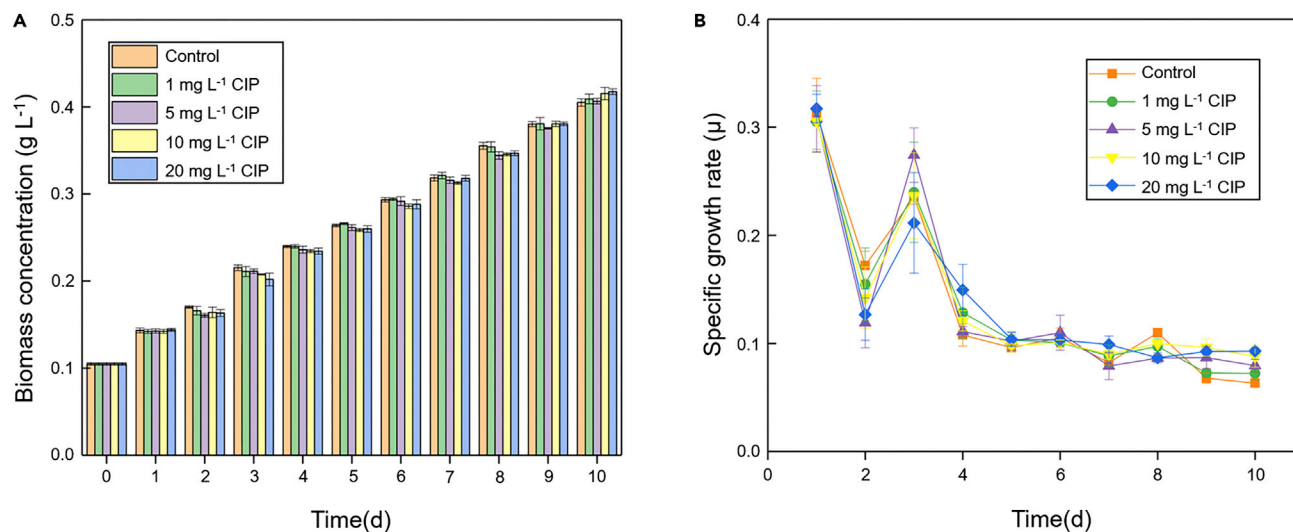 A
Biomass concentration (g L⁻¹)
0.5
0.4
0.3
0.2
0.1
0.0
Control
1 mg L⁻¹ CIP
5 mg L⁻¹ CIP
10 mg L⁻¹ CIP
20 mg L⁻¹ CIP
0 1 2 3 4 5 6 7 8 9 10
Time(d)
B
Specific growth rate (μ)
0.4
0.3
0.2
0.1
0.0
Control
1 mg L⁻¹ CIP
5 mg L⁻¹ CIP
10 mg L⁻¹ CIP
20 mg L⁻¹ CIP
0 2 4 6 8 10
Time(d)